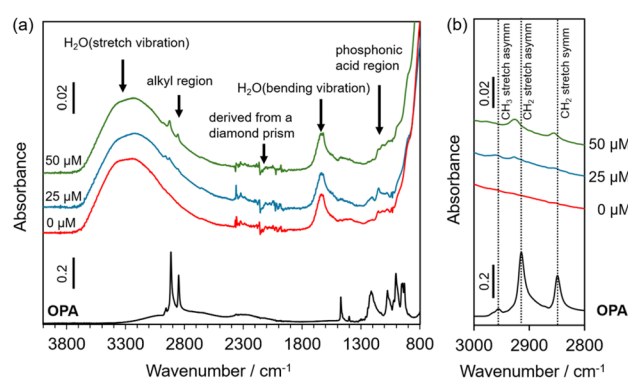 (a)
H₂O(stretch vibration)
alkyl region
derived from a
diamond prism
H₂O(bending vibration)
phosphonic
acid region
0.02
50 μM
25 μM
0 μM
0.2
OPA
Absorbance
3800
3300
2800
2300
1800
1300
800
Wavenumber / cm⁻¹
(b)
CH₃ stretch asymm
CH₂ stretch asymm
CH₂ stretch symm
0.02
50 μM
25 μM
0 μM
0.2
OPA
Absorbance
3000
2900
2800
Wavenumber / cm⁻¹